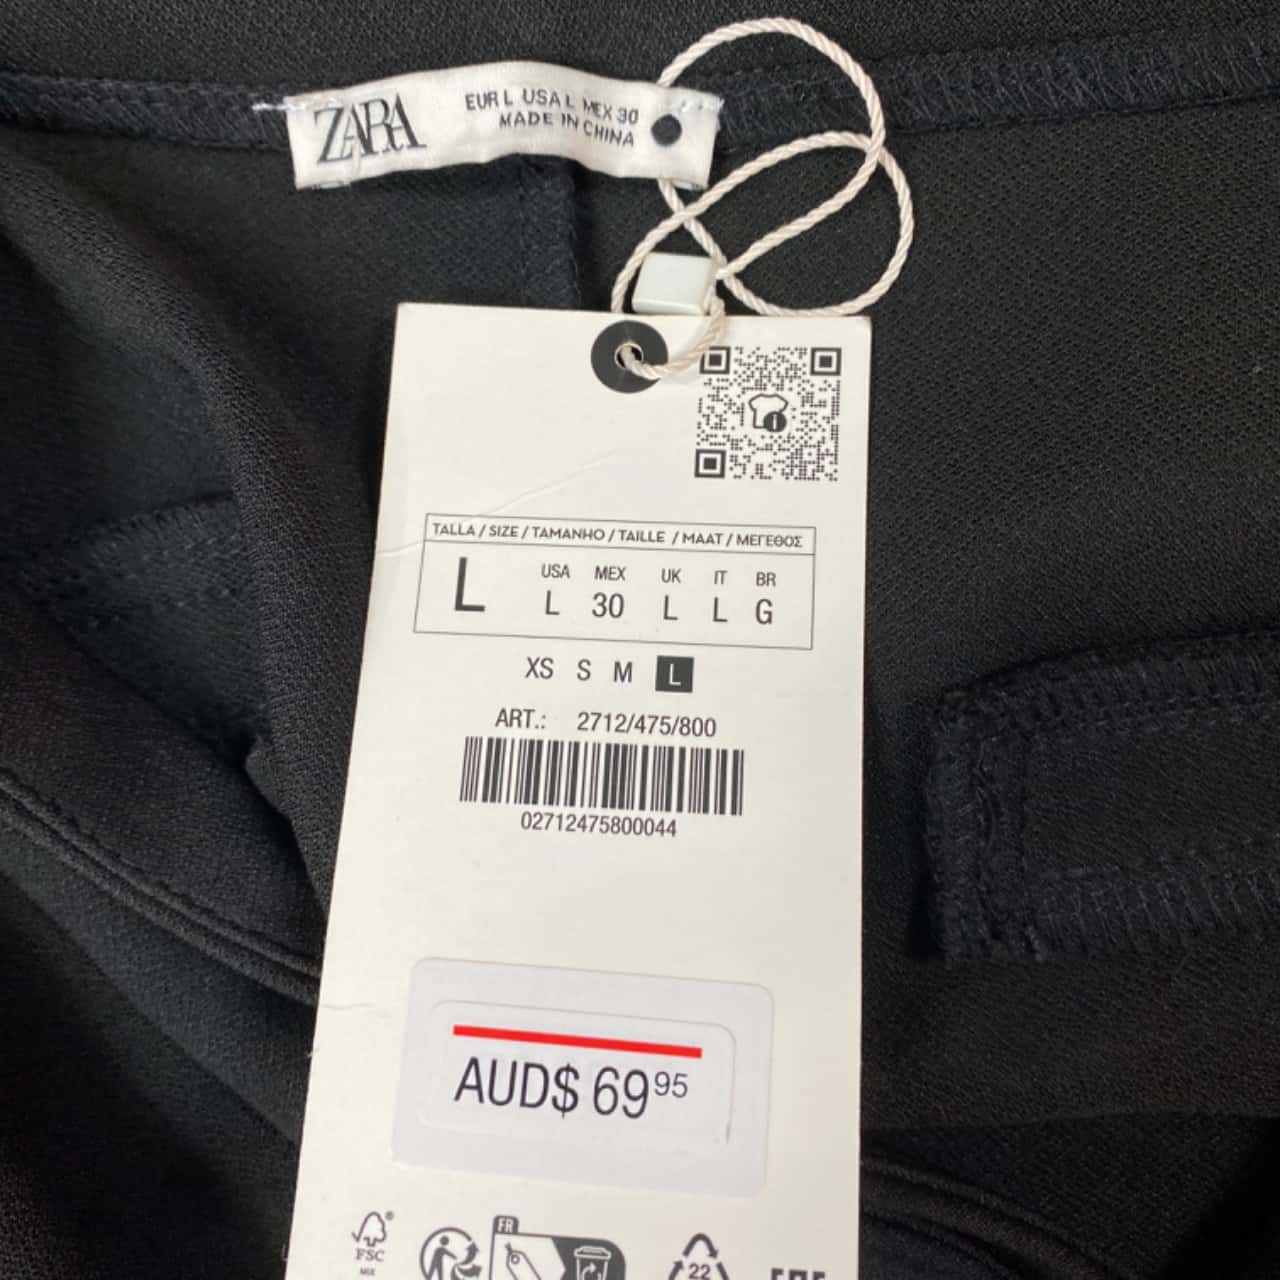 ZARA
EUR L USA L MEX 30
MADE IN CHINA
TALLA / SIZE / TAMANHO / TAILLE / MAAT / ΜΕΓΕΘΟΣ
L
USA MEX UK IT BR
L 30 L L G
XS S M L
ART.: 2712/475/800
02712475800044
AUD$ 69 95
FSC
MIX
FR
22